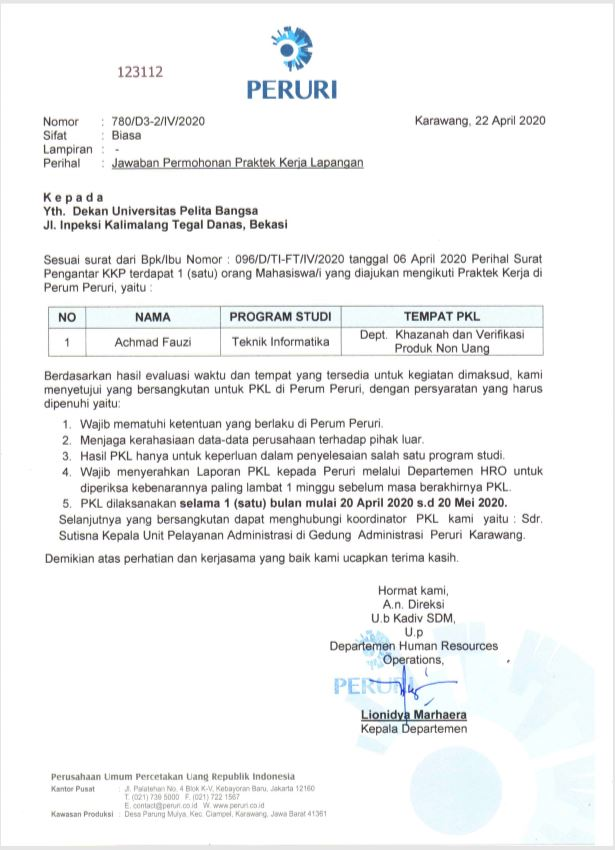 PERURI
123112
Nomor : 780/D3-2/IV/2020
Karawang, 22 April 2020
Sifat : Biasa
Lampiran : -
Perihal : Jawaban Permohonan Praktek Kerja Lapangan
K e p a d a
Yth. Dekan Universitas Pelita Bangsa
Jl. Inpeksi Kalimalang Tegal Danas, Bekasi
Sesuai surat dari Bpk/Ibu Nomor : 096/D/TI-FT/IV/2020 tanggal 06 April 2020 Perihal Surat
Pengantar KKP terdapat 1 (satu) orang Mahasiswa/i yang diajukan mengikuti Praktek Kerja di
Perum Peruri, yaitu :
NO NAMA PROGRAM STUDI TEMPAT PKL
1 Achmad Fauzi Teknik Informatika Dept. Khazanah dan Verifikasi
Produk Non Uang
Berdasarkan hasil evaluasi waktu dan tempat yang tersedia untuk kegiatan dimaksud, kami
menyetujui yang bersangkutan untuk PKL di Perum Peruri, dengan persyaratan yang harus
dipenuhi yaitu:
1. Wajib mematuhi ketentuan yang berlaku di Perum Peruri.
2. Menjaga kerahasiaan data-data perusahaan terhadap pihak luar.
3. Hasil PKL hanya untuk keperluan dalam penyelesaian salah satu program studi.
4. Wajib menyerahkan Laporan PKL kepada Peruri melalui Departemen HRO untuk
diperiksa kebenarannya paling lambat 1 minggu sebelum masa berakhirnya PKL.
5. PKL dilaksanakan selama 1 (satu) bulan mulai 20 April 2020 s.d 20 Mei 2020.
Selanjutnya yang bersangkutan dapat menghubungi koordinator PKL kami yaitu : Sdr.
Sutisna Kepala Unit Pelayanan Administrasi di Gedung Administrasi Peruri Karawang.
Demikian atas perhatian dan kerjasama yang baik kami ucapkan terima kasih.
Hormat kami,
A.n. Direksi
U.b Kadiv SDM,
U.p
Departemen Human Resources
Operations,
PERURI
Lionidya Marhaera
Kepala Departemen
Perusahaan Umum Percetakan Uang Republik Indonesia
Kantor Pusat : Jl. Palatehan No. 4 Blok K-V, Kebayoran Baru, Jakarta 12160
T. (021) 739 5000 F. (021) 722 1567
E. contact@peruri.co.id W. www.peruri.co.id
Kawasan Produksi : Desa Parung Mulya, Kec. Ciampel, Karawang, Jawa Barat 41361